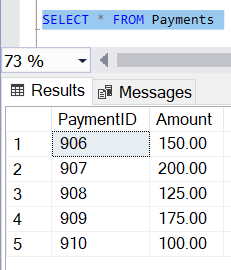 SELECT * FROM Payments
73 %
Results Messages
PaymentID Amount
1 906 150.00
2 907 200.00
3 908 125.00
4 909 175.00
5 910 100.00